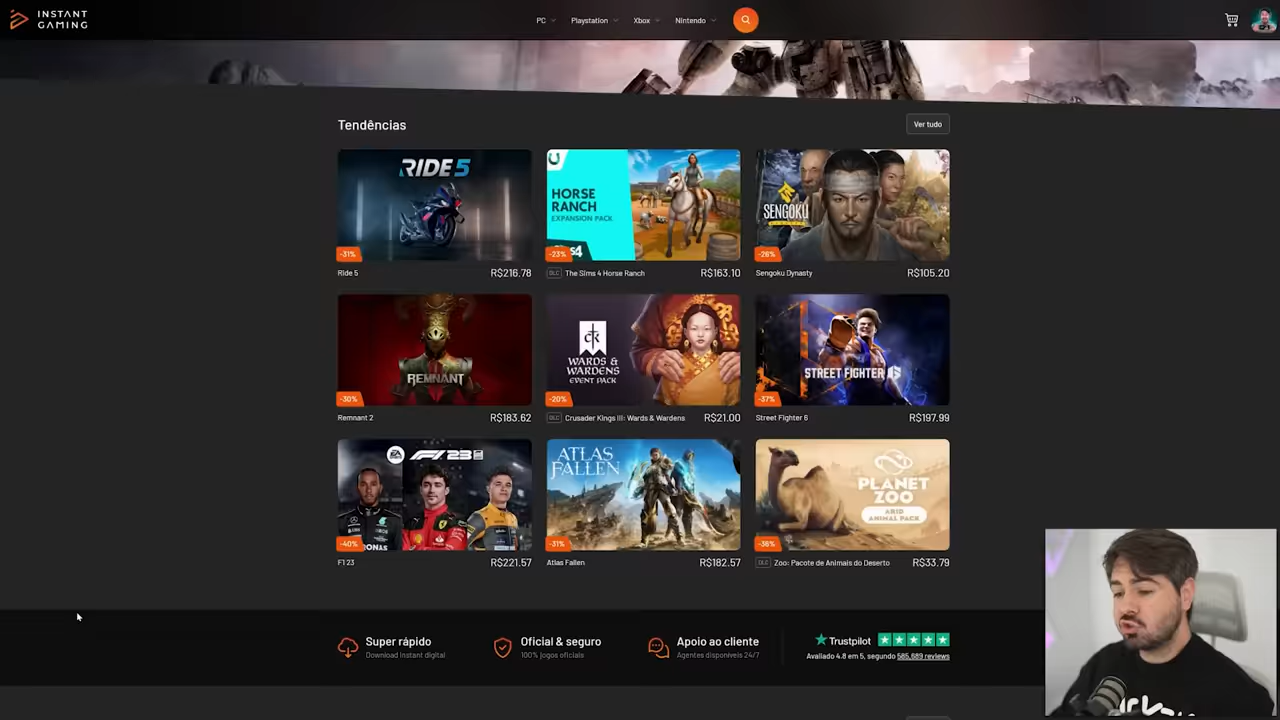 INSTANT GAMING
PC
Playstation
Xbox
Nintendo
Tendências
Ver tudo
RIDE 5
-31%
Ride 5
R$216.78
HORSE
RANCH
EXPANSION PACK
-23%
DLC
The Sims 4 Horse Ranch
R$163.10
SENGOKU
DYNASTY
-26%
Sengoku Dynasty
R$105.20
REMNANT
-30%
Remnant 2
R$183.62
WARDS &
WARDENS
EVENT PACK
-20%
DLC
Crusader Kings III: Wards & Wardens
R$21.00
STREET FIGHTER 6
-37%
Street Fighter 6
R$197.99
EA
F1 23
-40%
F1 23
R$221.57
ATLAS
FALLEN
-31%
Atlas Fallen
R$182.57
PLANET
ZOO
ARID
ANIMAL PACK
-36%
DLC
Zoo: Pacote de Animais do Deserto
R$33.79
Super rápido
Download Instant digital
Oficial & seguro
100% jogos oficiais
Apoio ao cliente
Agentes disponíveis 24/7
Trustpilot
Avaliado 4.8 em 5, segundo 585,689 reviews